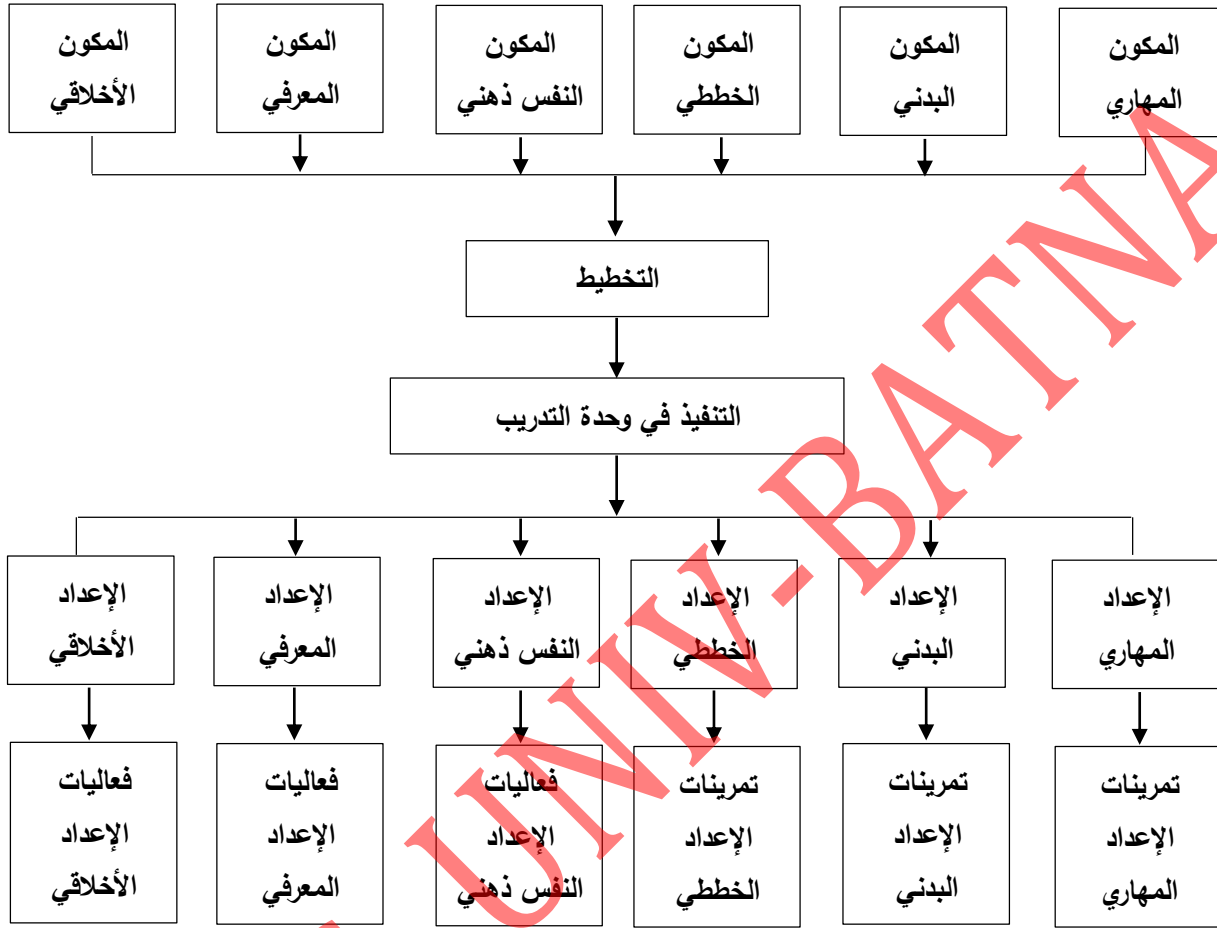 المكون
المهاري
المكون
البدني
المكون
الخططي
المكون
النفس ذهني
المكون
المعرفي
المكون
الأخلاقي
التخطيط
التنفيذ في وحدة التدريب
الإعداد
المهاري
الإعداد
البدني
الإعداد
الخططي
الإعداد
النفس ذهني
الإعداد
المعرفي
الإعداد
الأخلاقي
تمرينات
الإعداد
المهاري
تمرينات
الإعداد
البدني
تمرينات
الإعداد
الخططي
فعاليات
الإعداد
النفس ذهني
فعاليات
الإعداد
المعرفي
فعاليات
الإعداد
الأخلاقي
UNIV-BATNA